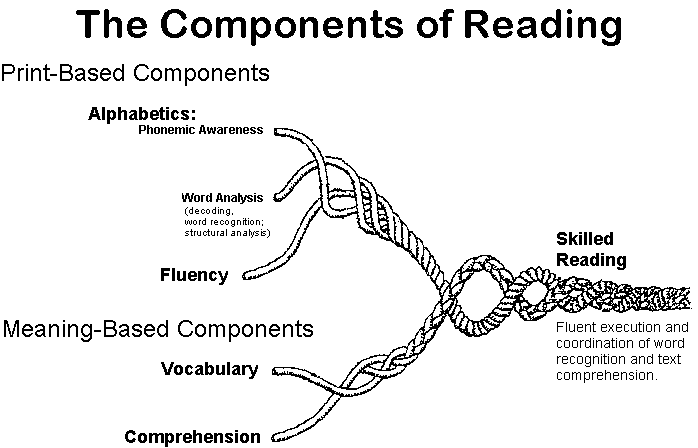 The Components of Reading
Print-Based Components
Alphabetics:
Phonemic Awareness
Word Analysis
(decoding,
word recognition;
structural analysis)
Fluency
Meaning-Based Components
Vocabulary
Comprehension
Skilled
Reading
Fluent execution and
coordination of word
recognition and text
comprehension.